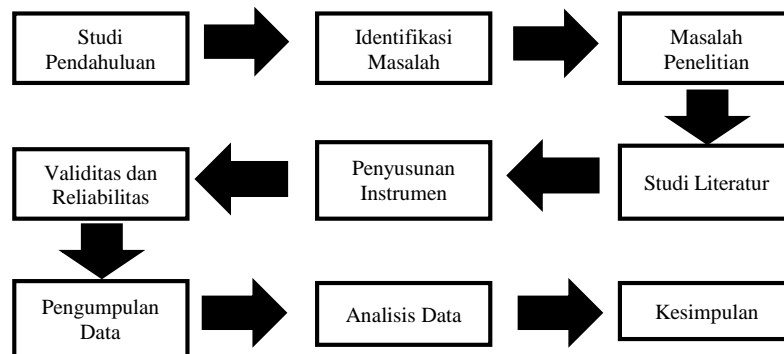 Studi
Pendahuluan
Identifikasi
Masalah
Masalah
Penelitian
Studi Literatur
Penyusunan
Instrumen
Validitas dan
Reliabilitas
Pengumpulan
Data
Analisis Data
Kesimpulan